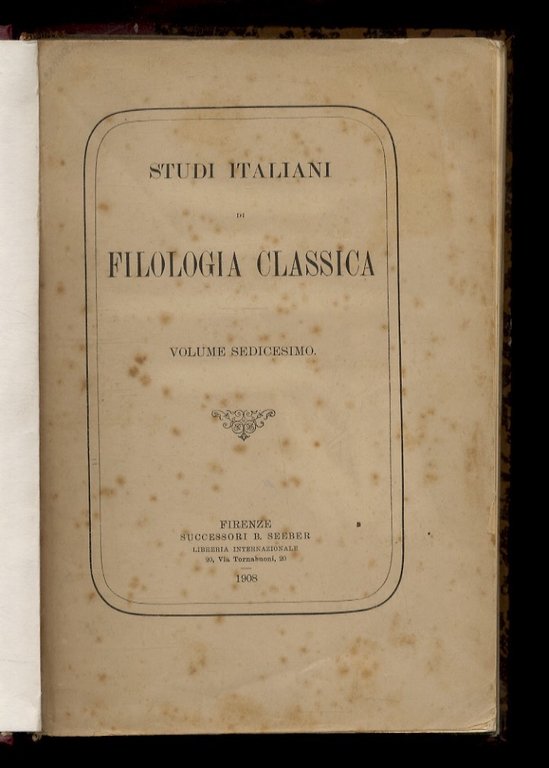 STUDI ITALIANI
DI
FILOLOGIA CLASSICA
VOLUME SEDICESIMO.
FIRENZE
SUCCESSORI B. SEEBER
LIBRERIA INTERNAZIONALE
20, Via Tornabuoni, 20
1908